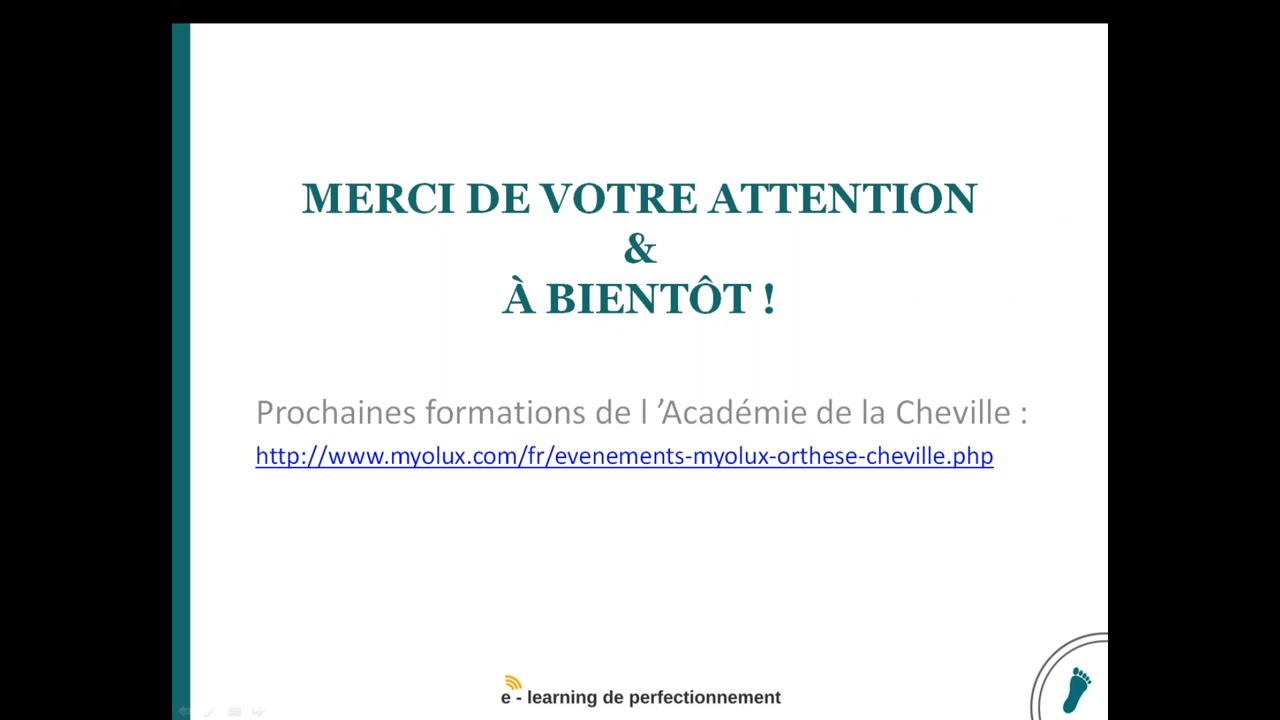 MERCI DE VOTRE ATTENTION
&
À BIENTÔT !
Prochaines formations de l ’Académie de la Cheville :
http://www.myolux.com/fr/evenements-myolux-orthese-cheville.php
e - learning de perfectionnement